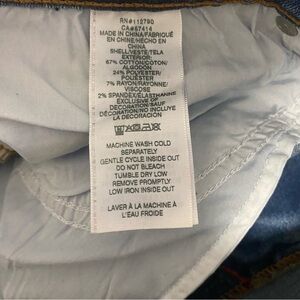 RN#112790
CA#57414
MADE IN CHINA/FABRIQUÉ
EN CHINE/HECHO EN
CHINA
SHELL/VESTE/TELA
EXTERIOR:
67% COTTON/COTON/
ALGODON
24% POLYESTER/
POLYESTER
7% RAYON/RAYONNE/
VISCOSE
2% SPANDEX/ÉLASTHANNE
EXCLUSIVE OF
DECORATION/SAUF
DÉCORATION/NO USAR
LA DECORACIÓN
MACHINE WASH COLD
SEPARATELY
GENTLE CYCLE INSIDE OUT
DO NOT BLEACH
TUMBLE DRY LOW
REMOVE PROMPTLY
LOW IRON INSIDE OUT
LAVER À LA MACHINE À
L'EAU FROIDE